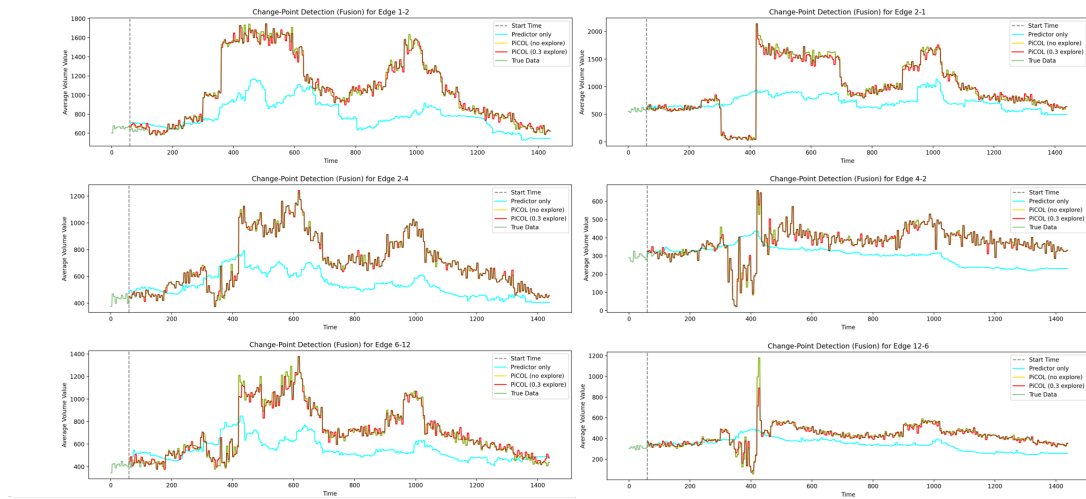 Change-Point Detection (Fusion) for Edge 1-2
1800
1600
1400
1200
1000
800
600
Average Volume Value
0 200 400 600 800 1000 1200 1400
Time
Start Time
Predictor only
PiCOL (no explore)
PiCOL (0.3 explore)
True Data
Change-Point Detection (Fusion) for Edge 2-1
2000
1500
1000
500
0
Average Volume Value
0 200 400 600 800 1000 1200 1400
Time
Start Time
Predictor only
PiCOL (no explore)
PiCOL (0.3 explore)
True Data
Change-Point Detection (Fusion) for Edge 2-4
1200
1000
800
600
400
Average Volume Value
0 200 400 600 800 1000 1200 1400
Time
Start Time
Predictor only
PiCOL (no explore)
PiCOL (0.3 explore)
True Data
Change-Point Detection (Fusion) for Edge 4-2
600
500
400
300
200
100
0
Average Volume Value
0 200 400 600 800 1000 1200 1400
Time
Start Time
Predictor only
PiCOL (no explore)
PiCOL (0.3 explore)
True Data
Change-Point Detection (Fusion) for Edge 6-12
1400
1200
1000
800
600
400
Average Volume Value
0 200 400 600 800 1000 1200 1400
Time
Start Time
Predictor only
PiCOL (no explore)
PiCOL (0.3 explore)
True Data
Change-Point Detection (Fusion) for Edge 12-6
1200
1000
800
600
400
200
Average Volume Value
0 200 400 600 800 1000 1200 1400
Time
Start Time
Predictor only
PiCOL (no explore)
PiCOL (0.3 explore)
True Data